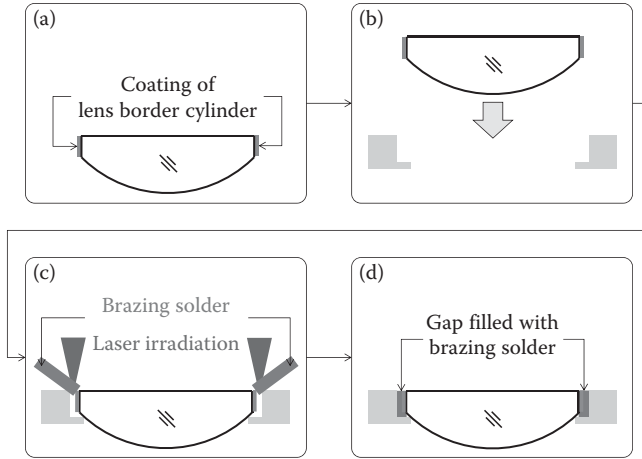 (a)
Coating of
lens border cylinder
(b)
(c)
Brazing solder
Laser irradiation
(d)
Gap filled with
brazing solder